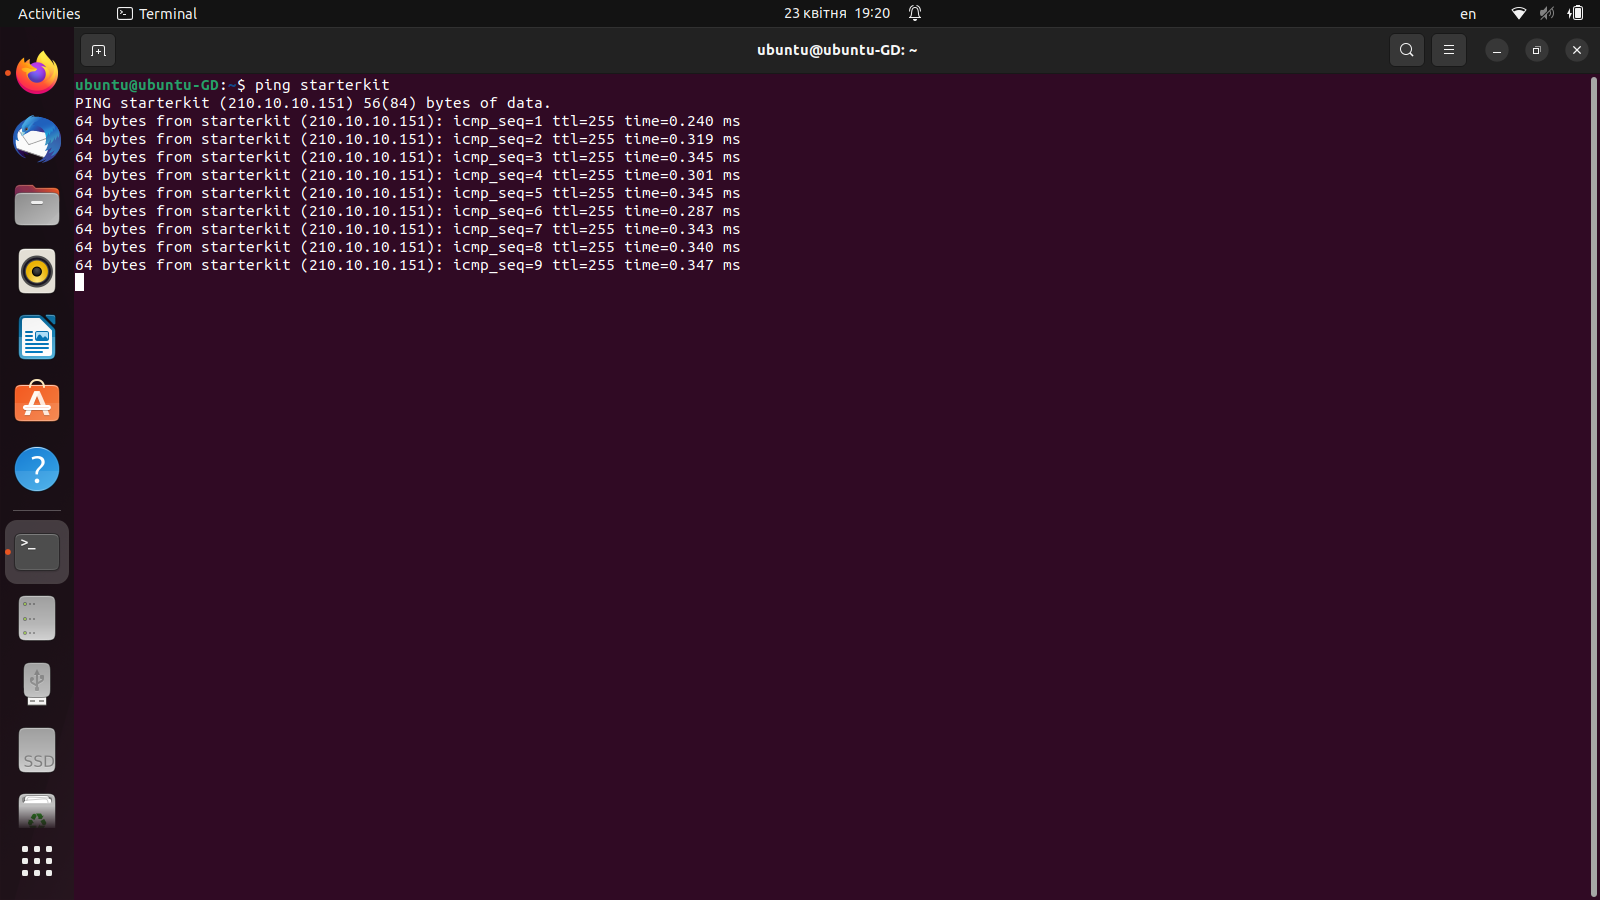 Activities Terminal 23 квітня 19:20 en
ubuntu@ubuntu-GD: ~
ubuntu@ubuntu-GD:~$ ping starterkit
PING starterkit (210.10.10.151) 56(84) bytes of data.
64 bytes from starterkit (210.10.10.151): icmp_seq=1 ttl=255 time=0.240 ms
64 bytes from starterkit (210.10.10.151): icmp_seq=2 ttl=255 time=0.319 ms
64 bytes from starterkit (210.10.10.151): icmp_seq=3 ttl=255 time=0.345 ms
64 bytes from starterkit (210.10.10.151): icmp_seq=4 ttl=255 time=0.301 ms
64 bytes from starterkit (210.10.10.151): icmp_seq=5 ttl=255 time=0.345 ms
64 bytes from starterkit (210.10.10.151): icmp_seq=6 ttl=255 time=0.287 ms
64 bytes from starterkit (210.10.10.151): icmp_seq=7 ttl=255 time=0.343 ms
64 bytes from starterkit (210.10.10.151): icmp_seq=8 ttl=255 time=0.340 ms
64 bytes from starterkit (210.10.10.151): icmp_seq=9 ttl=255 time=0.347 ms
SSD